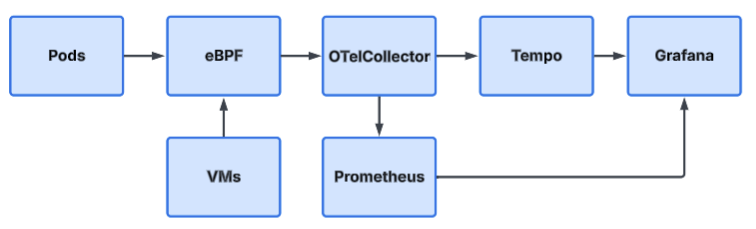 Pods
eBPF
OTelCollector
Tempo
Grafana
VMs
Prometheus